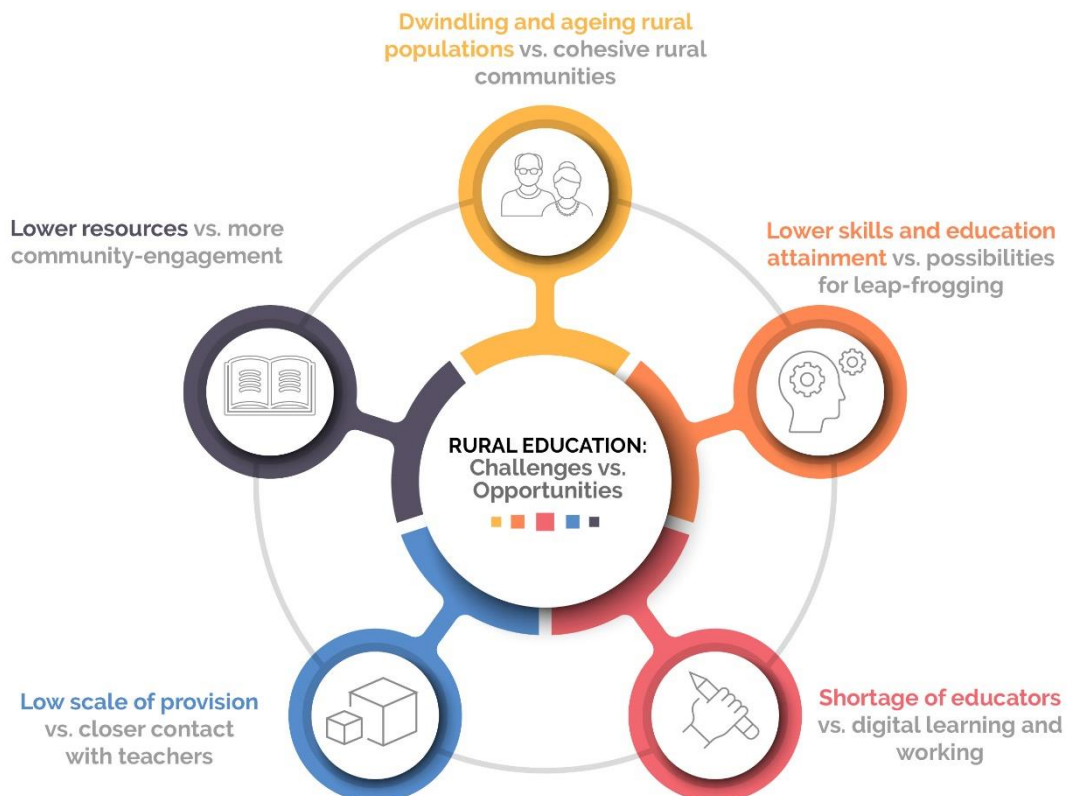 Dwindling and ageing rural
populations vs. cohesive rural
communities
Lower resources vs. more
community-engagement
Lower skills and education
attainment vs. possibilities
for leap-frogging
RURAL EDUCATION:
Challenges vs.
Opportunities
Low scale of provision
vs. closer contact
with teachers
Shortage of educators
vs. digital learning and
working